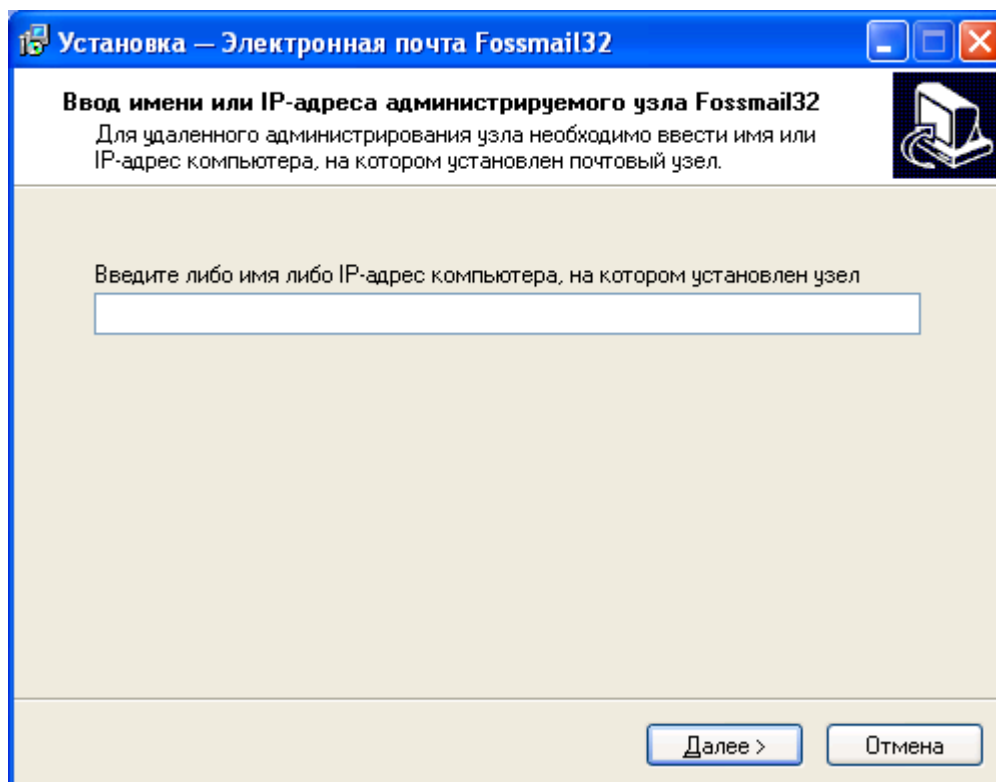 Установка — Электронная почта Fossmail32
Ввод имени или IP-адреса администрируемого узла Fossmail32
Для удаленного администрирования узла необходимо ввести имя или
IP-адрес компьютера, на котором установлен почтовый узел.
Введите либо имя либо IP-адрес компьютера, на котором установлен узел
Далее >
Отмена